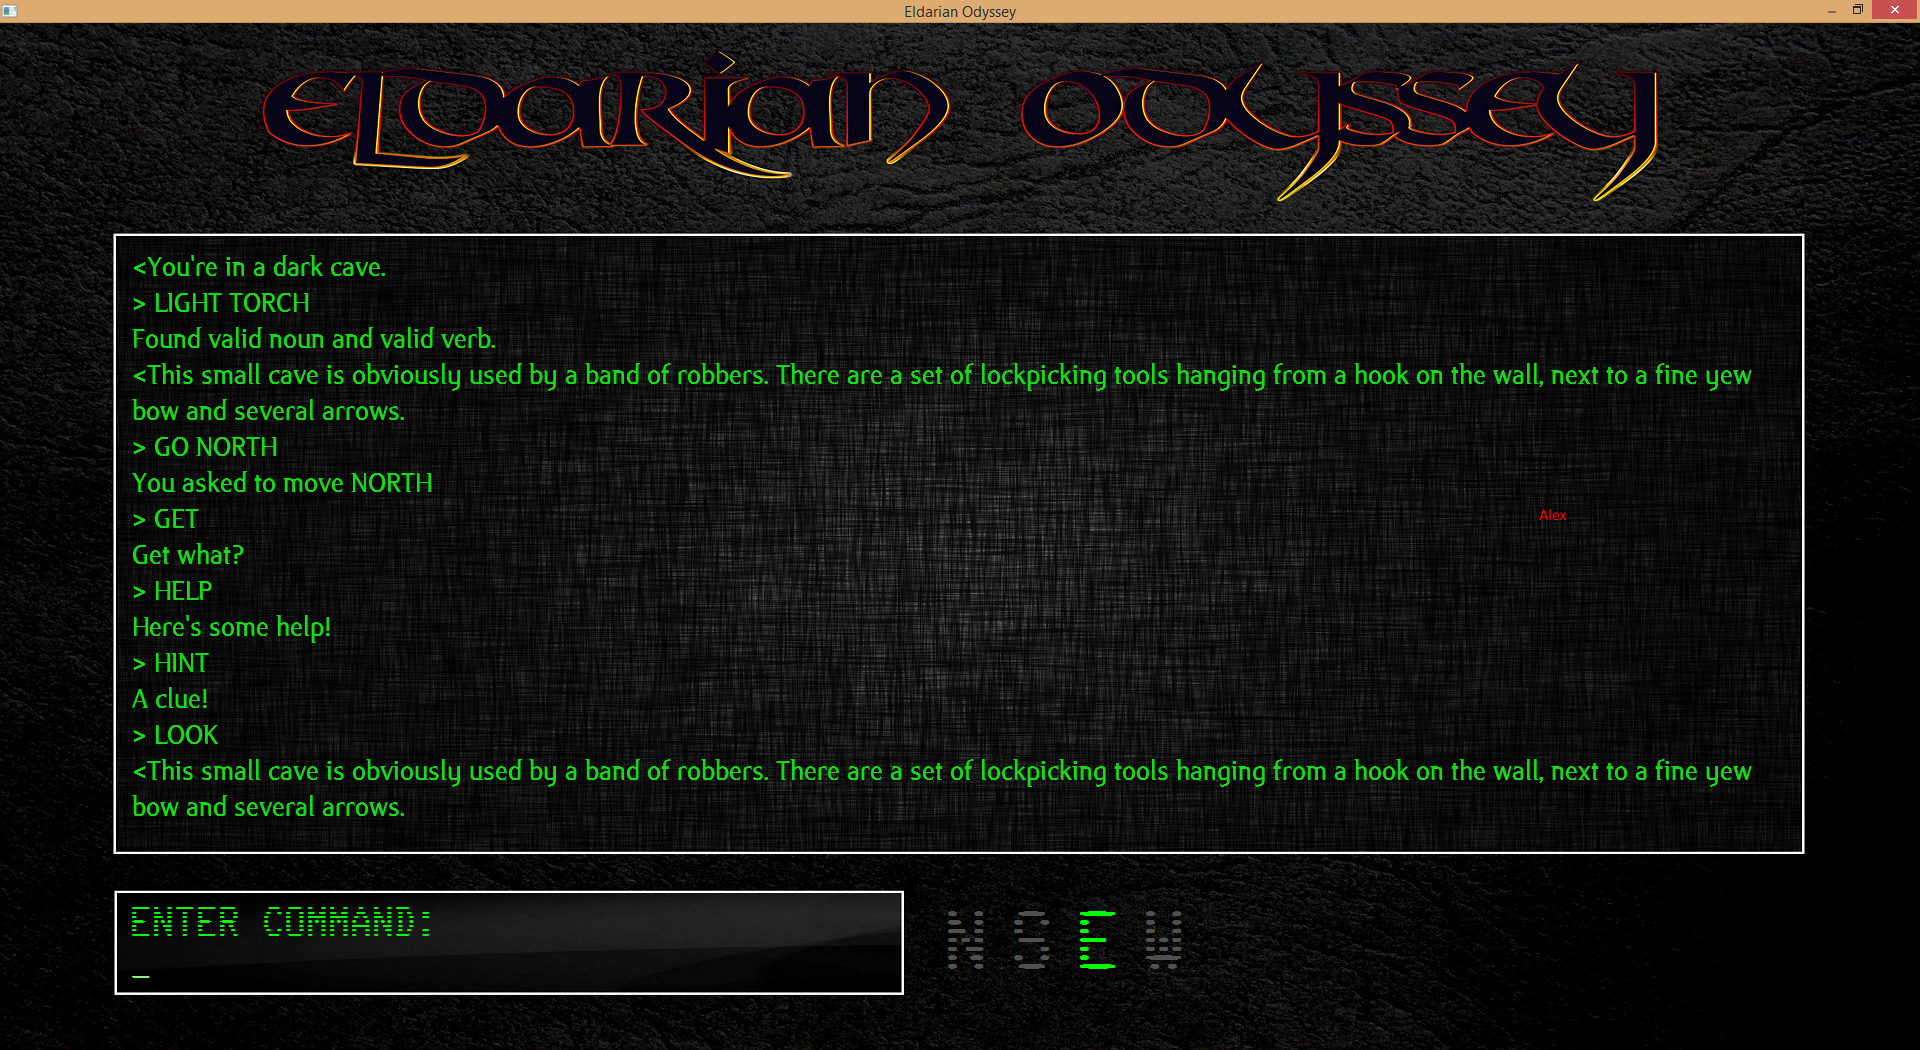 Eldarian Odyssey
ELDARIAN ODYSSEY
<You're in a dark cave.
> LIGHT TORCH
Found valid noun and valid verb.
<This small cave is obviously used by a band of robbers. There are a set of lockpicking tools hanging from a hook on the wall, next to a fine yew
bow and several arrows.
> GO NORTH
You asked to move NORTH
> GET
Alex
Get what?
> HELP
Here's some help!
> HINT
A clue!
> LOOK
<This small cave is obviously used by a band of robbers. There are a set of lockpicking tools hanging from a hook on the wall, next to a fine yew
bow and several arrows.
ENTER COMMAND:
_
N S E W